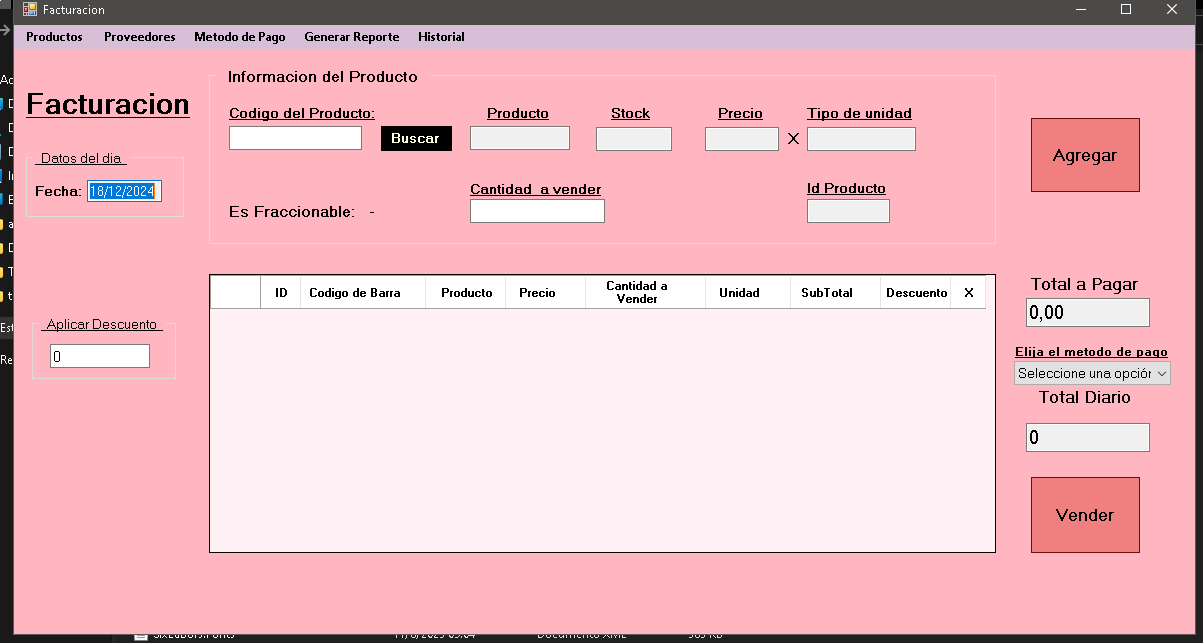 Facturacion
Productos Proveedores Metodo de Pago Generar Reporte Historial
Facturacion
Informacion del Producto
Codigo del Producto: Producto Stock Precio Tipo de unidad
Buscar X
Agregar
Datos del dia
Fecha: 18/12/2024
Cantidad a vender Id Producto
Es Fraccionable: -
ID Codigo de Barra Producto Precio Cantidad a Vender Unidad SubTotal Descuento X
Total a Pagar
0,00
Aplicar Descuento
0
Elija el metodo de pago
Seleccione una opción
Total Diario
0
Vender